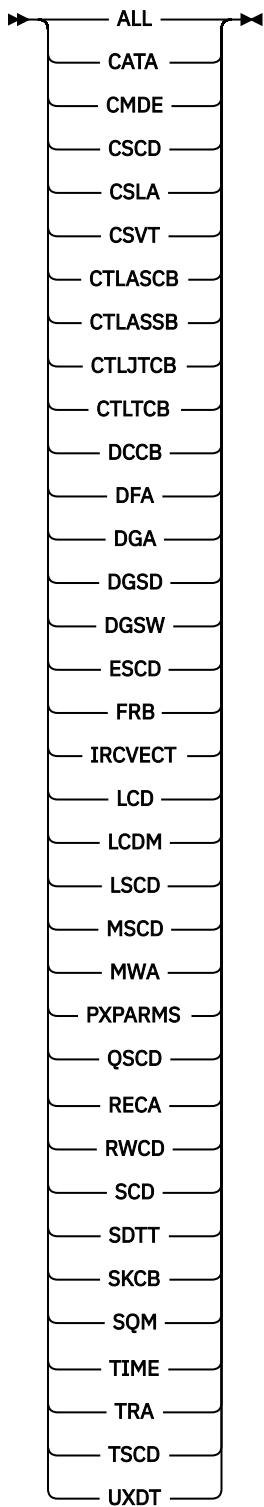 ALL
CATA
CMDE
CSCD
CSLA
CSVT
CTLASCB
CTLASSB
CTLJTCB
CTLTCB
DCCB
DFA
DGA
DGSD
DGSW
ESCD
FRB
IRCVECT
LCD
LCDM
LSCD
MSCD
MWA
PXPARMS
QSCD
RECA
RWCD
SCD
SDTT
SKCB
SQM
TIME
TRA
TSCD
UXDT